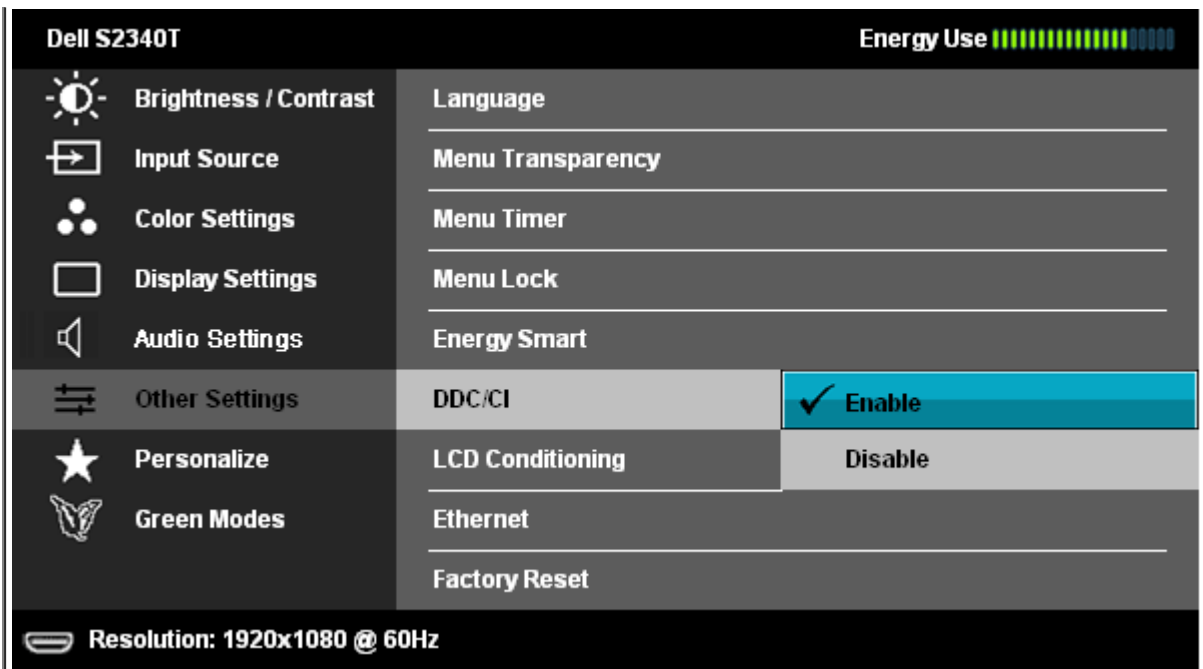 Dell S2340T Energy Use
Brightness / Contrast Language
Input Source Menu Transparency
Color Settings Menu Timer
Display Settings Menu Lock
Audio Settings Energy Smart
Other Settings DDC/CI Enable
Personalize LCD Conditioning Disable
Green Modes Ethernet
Factory Reset
Resolution: 1920x1080 @ 60Hz